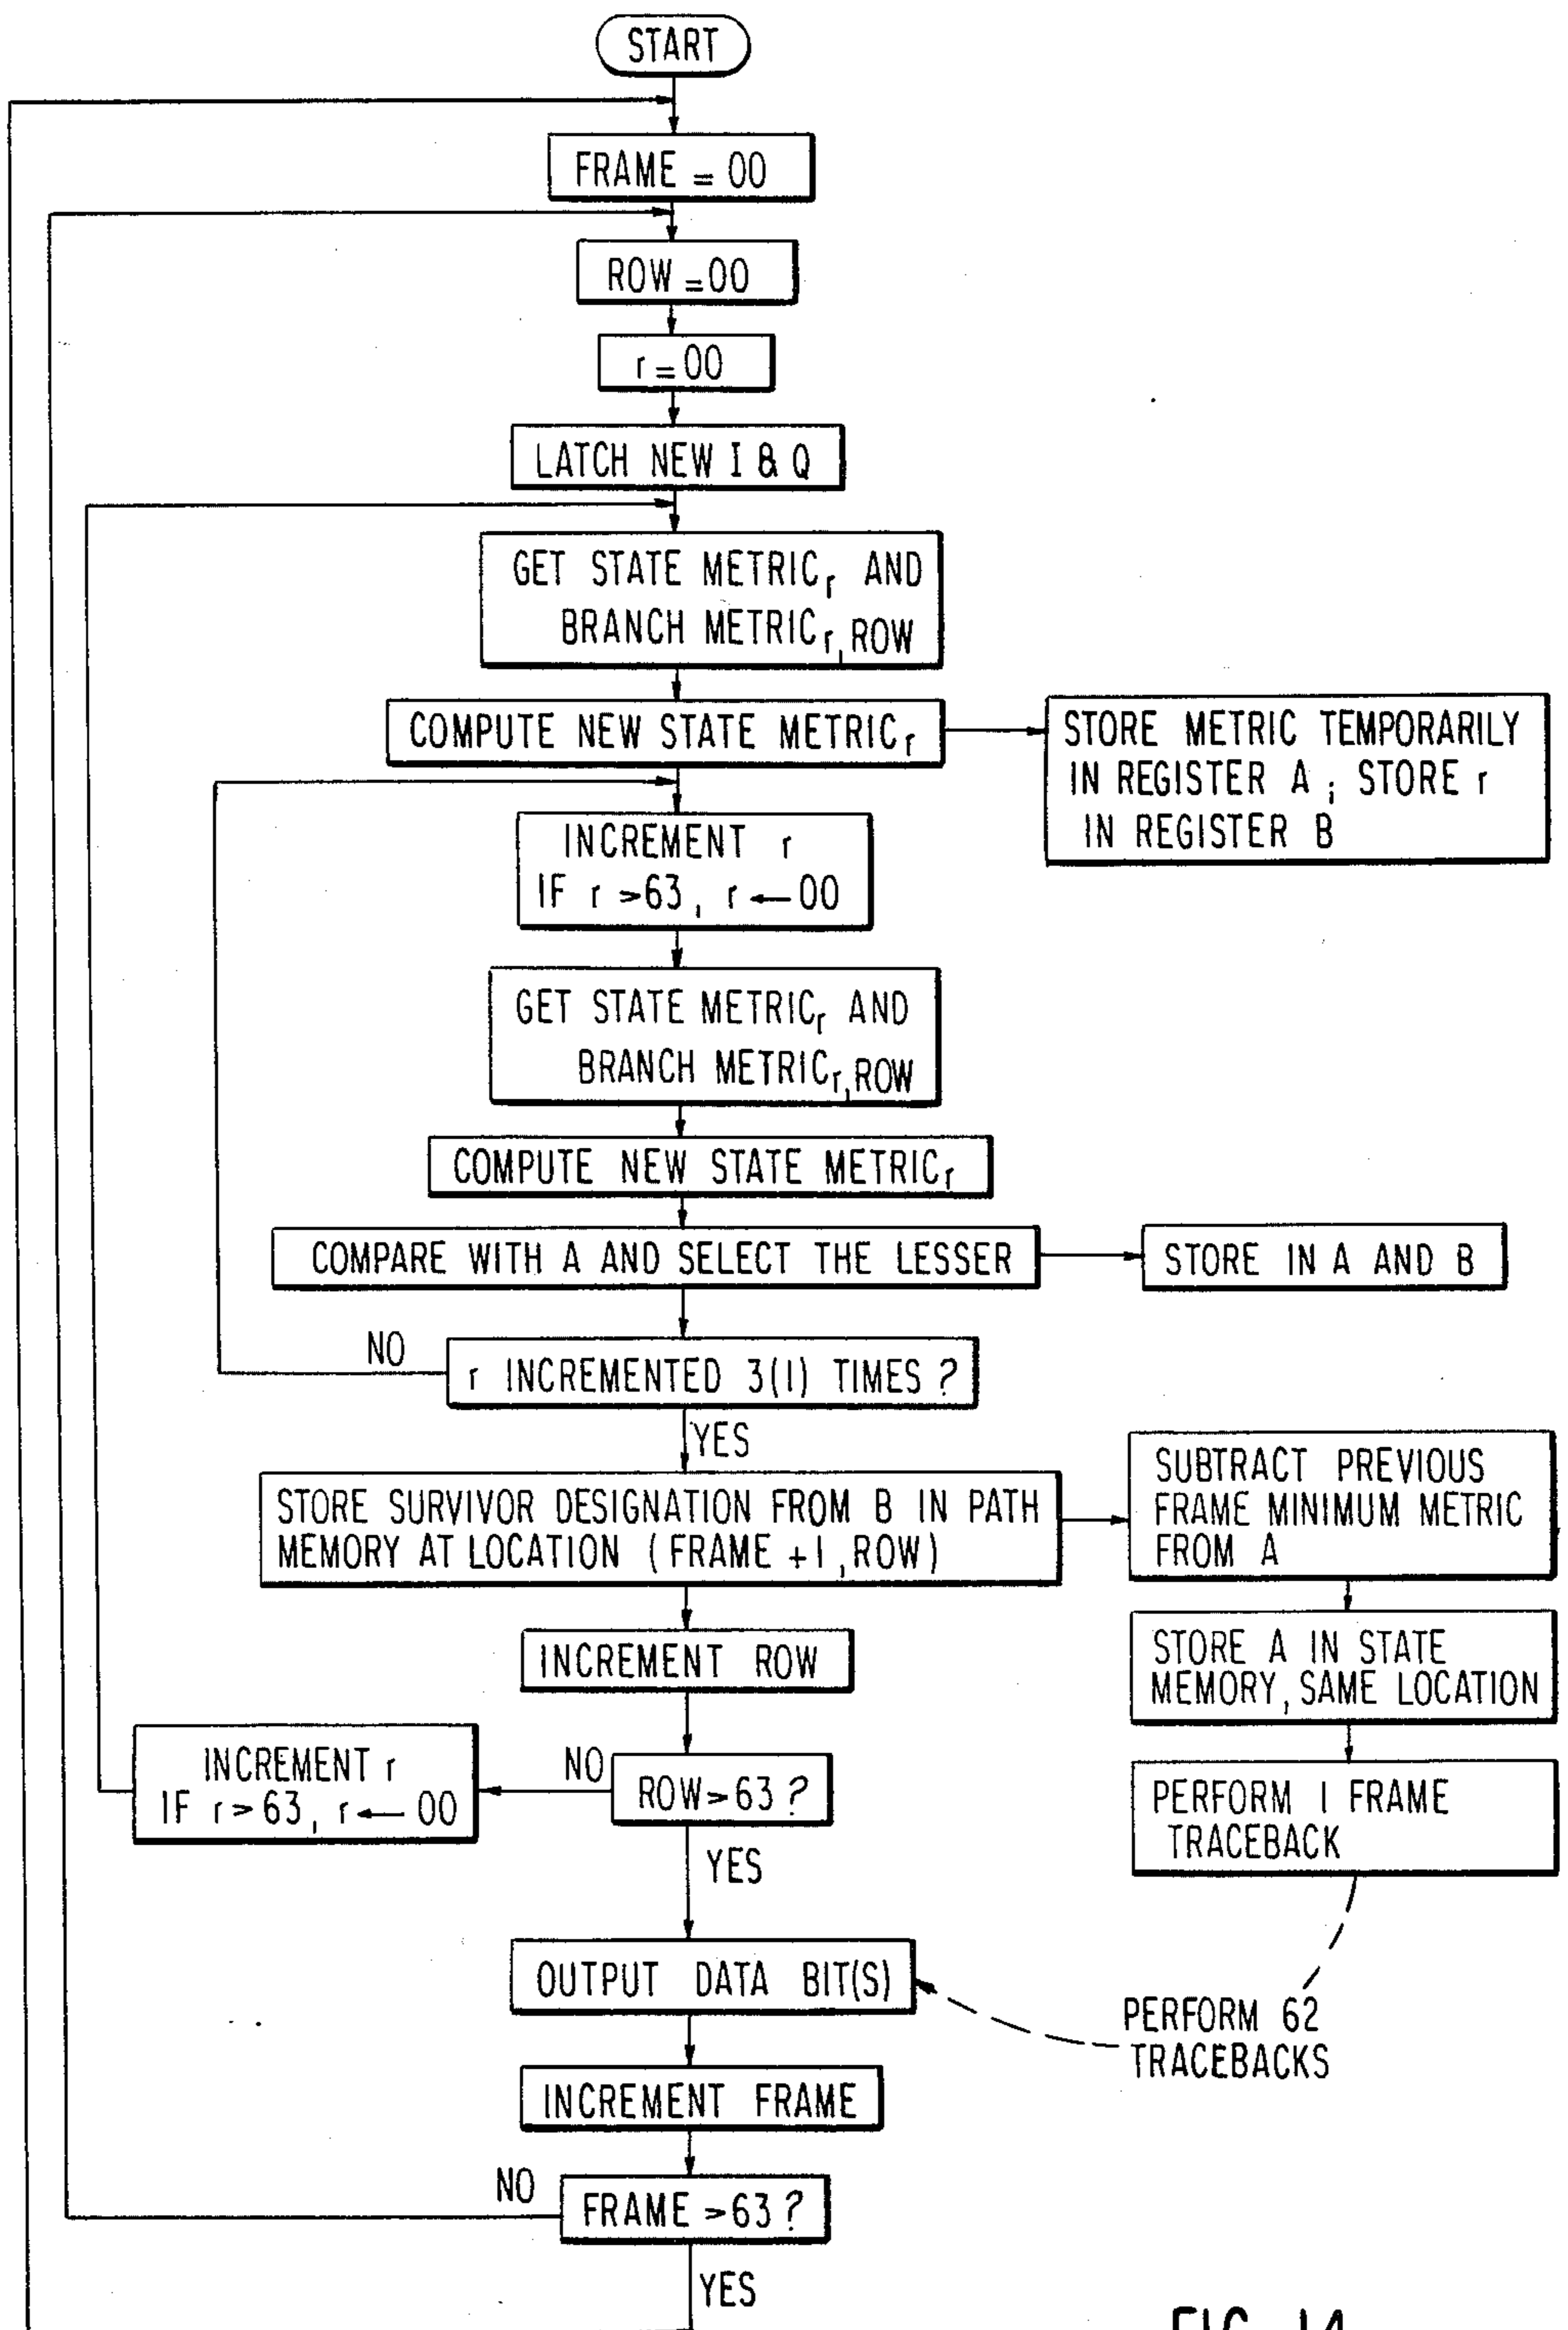 START
FRAME = 00
ROW = 00
r = 00
LATCH NEW I & Q
GET STATE METRICr AND
BRANCH METRICr, ROW
COMPUTE NEW STATE METRICr
STORE METRIC TEMPORARILY
IN REGISTER A ; STORE r
IN REGISTER B
INCREMENT r
IF r >63, r ← 00
GET STATE METRICr AND
BRANCH METRICr, ROW
COMPUTE NEW STATE METRICr
COMPARE WITH A AND SELECT THE LESSER
STORE IN A AND B
NO
r INCREMENTED 3(1) TIMES ?
YES
STORE SURVIVOR DESIGNATION FROM B IN PATH
MEMORY AT LOCATION (FRAME +1, ROW)
SUBTRACT PREVIOUS
FRAME MINIMUM METRIC
FROM A
INCREMENT ROW
STORE A IN STATE
MEMORY, SAME LOCATION
INCREMENT r
IF r > 63, r ← 00
NO
ROW > 63 ?
PERFORM 1 FRAME
TRACEBACK
YES
OUTPUT DATA BIT(S)
PERFORM 62
TRACEBACKS
INCREMENT FRAME
NO
FRAME > 63 ?
YES